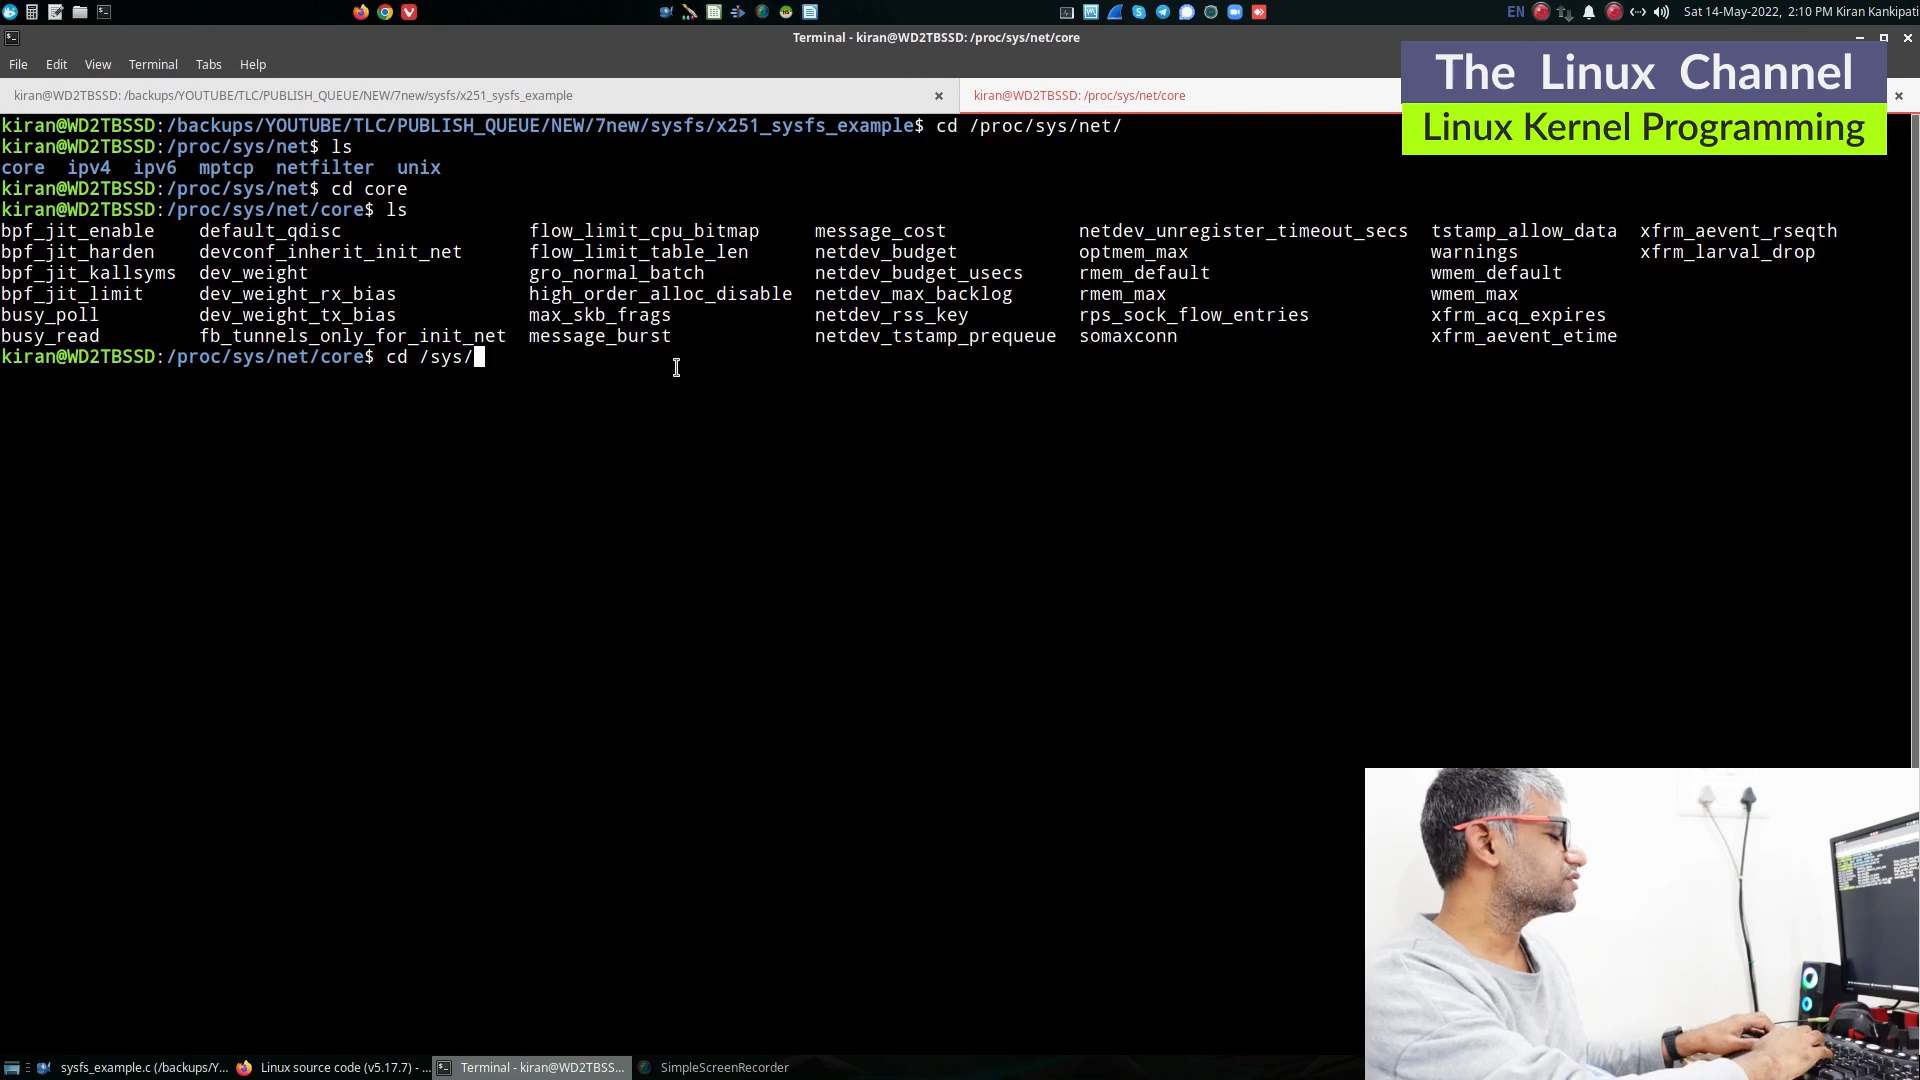 EN
Sat 14-May-2022, 2:10 PM Kiran Kankipati
Terminal - kiran@WD2TBSSD: /proc/sys/net/core
File Edit View Terminal Tabs Help
The Linux Channel
Linux Kernel Programming
kiran@WD2TBSSD: /backups/YOUTUBE/TLC/PUBLISH_QUEUE/NEW/7new/sysfs/x251_sysfs_example
kiran@WD2TBSSD: /proc/sys/net/core
kiran@WD2TBSSD:/backups/YOUTUBE/TLC/PUBLISH_QUEUE/NEW/7new/sysfs/x251_sysfs_example$ cd /proc/sys/net/
kiran@WD2TBSSD:/proc/sys/net$ ls
core ipv4 ipv6 mptcp netfilter unix
kiran@WD2TBSSD:/proc/sys/net$ cd core
kiran@WD2TBSSD:/proc/sys/net/core$ ls
bpf_jit_enable default_qdisc flow_limit_cpu_bitmap message_cost netdev_unregister_timeout_secs tstamp_allow_data xfrm_aevent_rseqth
bpf_jit_harden devconf_inherit_init_net flow_limit_table_len netdev_budget optmem_max warnings xfrm_larval_drop
bpf_jit_kallsyms dev_weight gro_normal_batch netdev_budget_usecs rmem_default wmem_default
bpf_jit_limit dev_weight_rx_bias high_order_alloc_disable netdev_max_backlog rmem_max wmem_max
busy_poll dev_weight_tx_bias max_skb_frags netdev_rss_key rps_sock_flow_entries xfrm_acq_expires
busy_read fb_tunnels_only_for_init_net message_burst netdev_tstamp_prequeue somaxconn xfrm_aevent_etime
kiran@WD2TBSSD:/proc/sys/net/core$ cd /sys/
sysfs_example.c (/backups/Y... Linux source code (v5.17.7) - ... Terminal - kiran@WD2TBSS... SimpleScreenRecorder